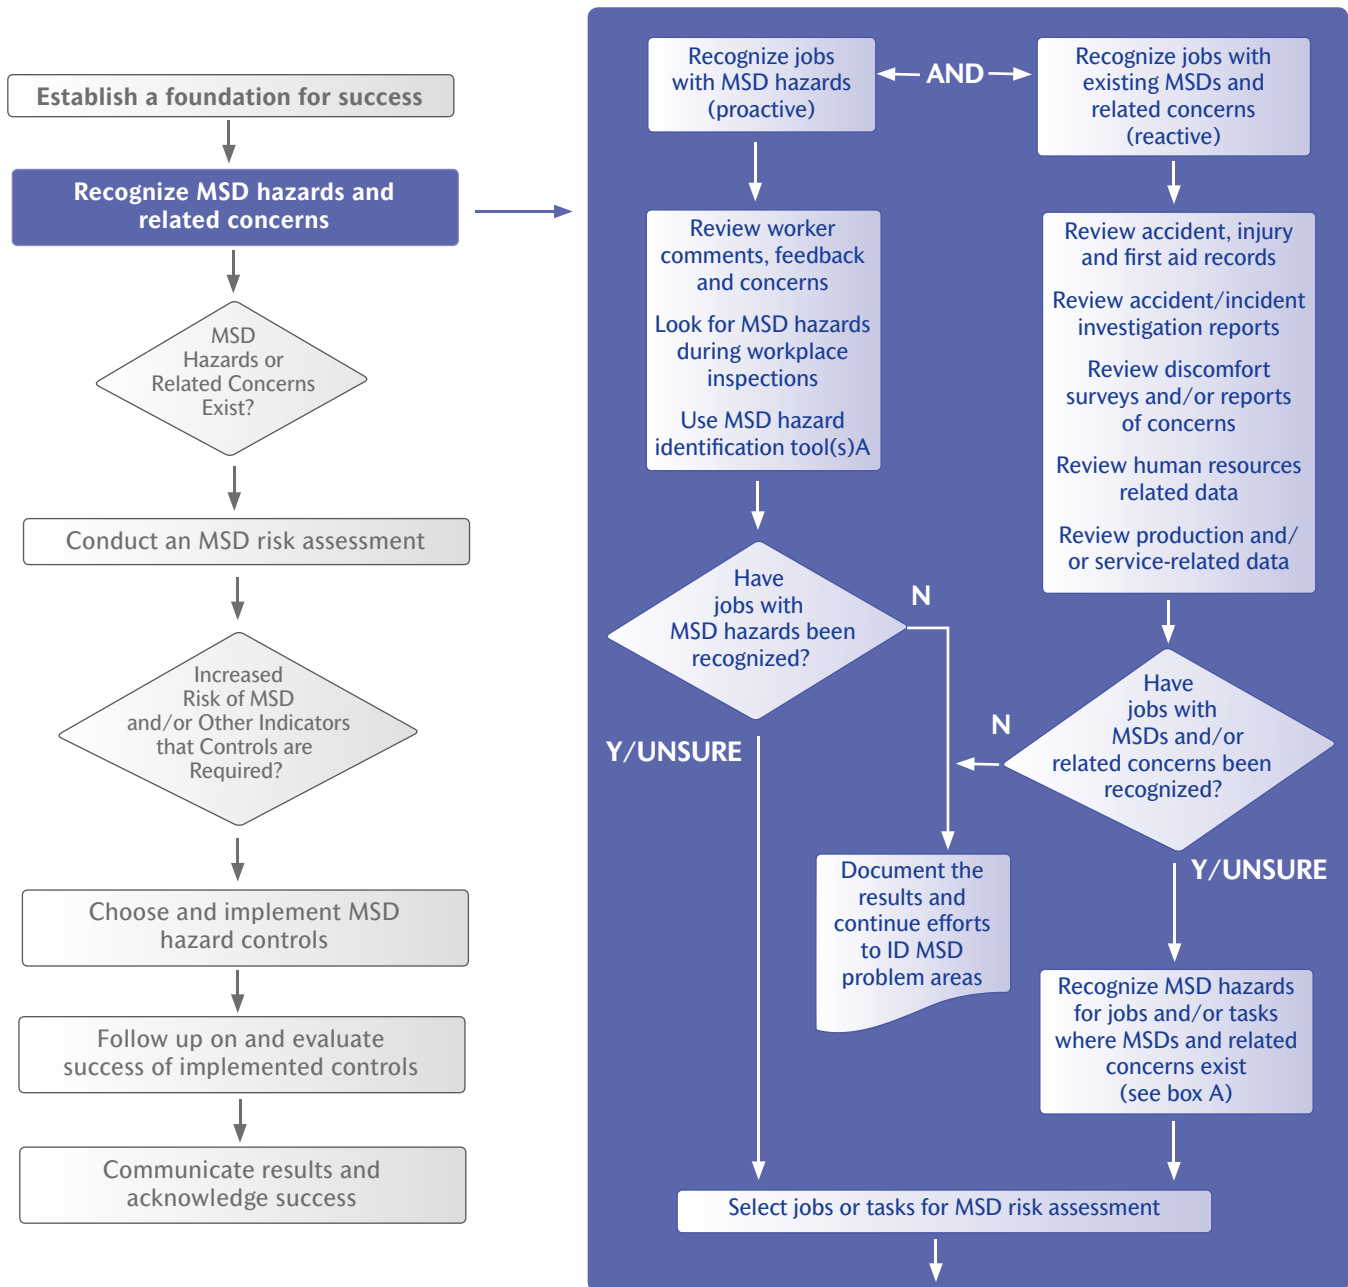 Establish a foundation for success
Recognize MSD hazards and
related concerns
MSD
Hazards or
Related Concerns
Exist?
Conduct an MSD risk assessment
Increased
Risk of MSD
and/or Other Indicators
that Controls are
Required?
Choose and implement MSD
hazard controls
Follow up on and evaluate
success of implemented controls
Communicate results and
acknowledge success
Recognize jobs
with MSD hazards
(proactive)
AND
Recognize jobs with
existing MSDs and
related concerns
(reactive)
Review worker
comments, feedback
and concerns
Look for MSD hazards
during workplace
inspections
Use MSD hazard
identification tool(s)A
Review accident, injury
and first aid records
Review accident/incident
investigation reports
Review discomfort
surveys and/or reports
of concerns
Review human resources
related data
Review production and/
or service-related data
Have
jobs with
MSD hazards been
recognized?
N
Y/UNSURE
Have
jobs with
MSDs and/or
related concerns been
recognized?
N
Y/UNSURE
Document the
results and
continue efforts
to ID MSD
problem areas
Recognize MSD hazards
for jobs and/or tasks
where MSDs and related
concerns exist
(see box A)
Select jobs or tasks for MSD risk assessment